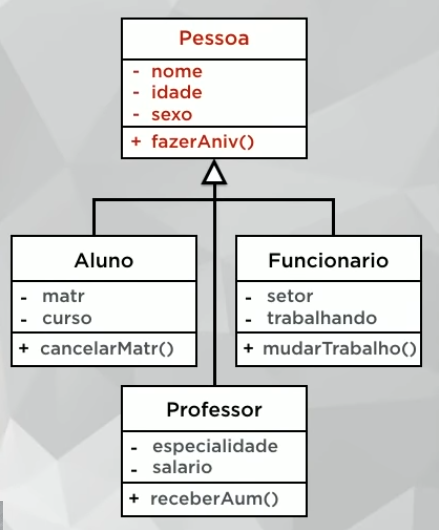 Pessoa
- nome
- idade
- sexo
+ fazerAniv()
Aluno
- matr
- curso
+ cancelarMatr()
Funcionario
- setor
- trabalhando
+ mudarTrabalho()
Professor
- especialidade
- salario
+ receberAum()